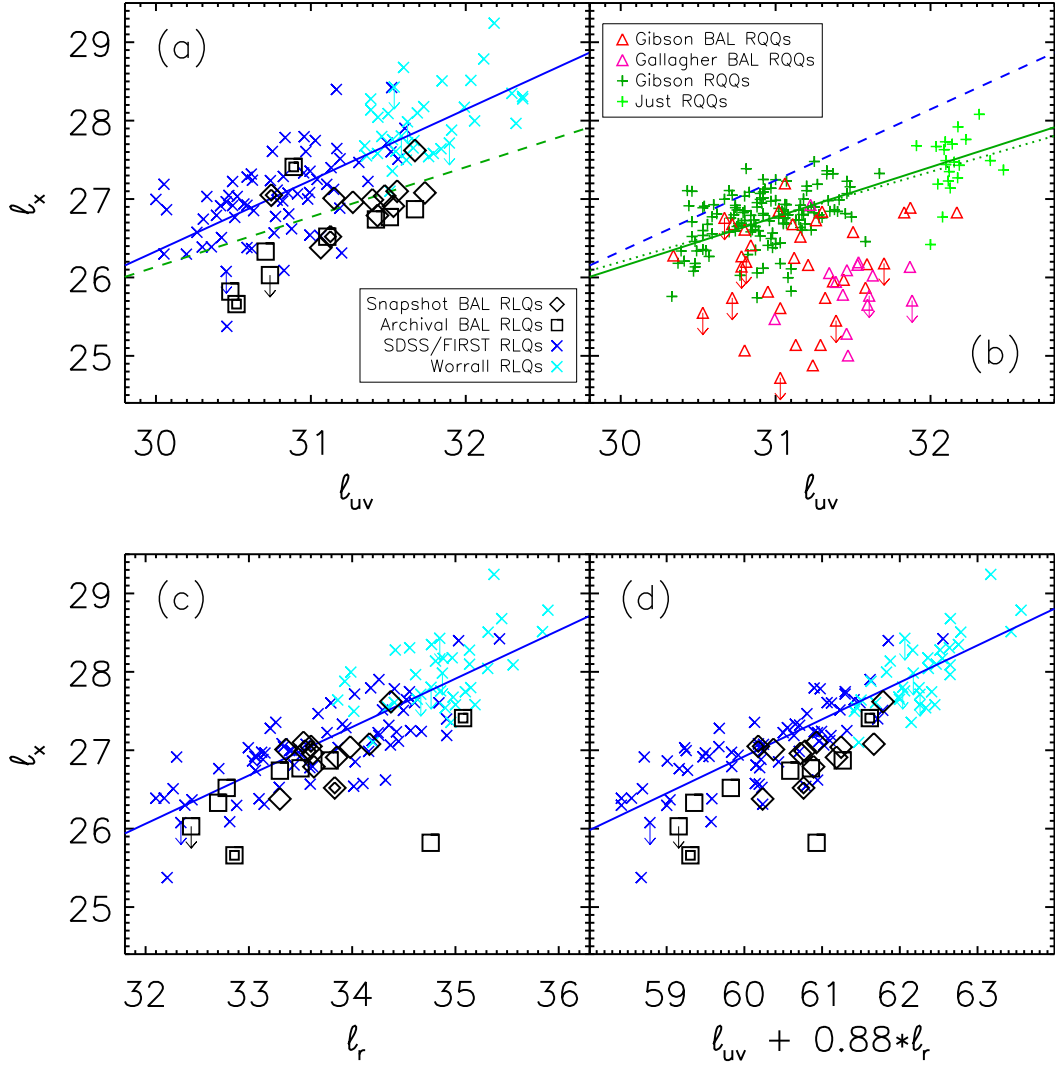 (a)
29
28
27
26
25
ℓx
30
31
32
ℓuv
Snapshot BAL RLQs
Archival BAL RLQs
SDSS/FIRST RLQs
Worrall RLQs
Gibson BAL RQQs
Gallagher BAL RQQs
Gibson RQQs
Just RQQs
(b)
30
31
32
ℓuv
(c)
29
28
27
26
25
ℓx
32
33
34
35
36
ℓr
(d)
59
60
61
62
63
ℓuv + 0.88*ℓr